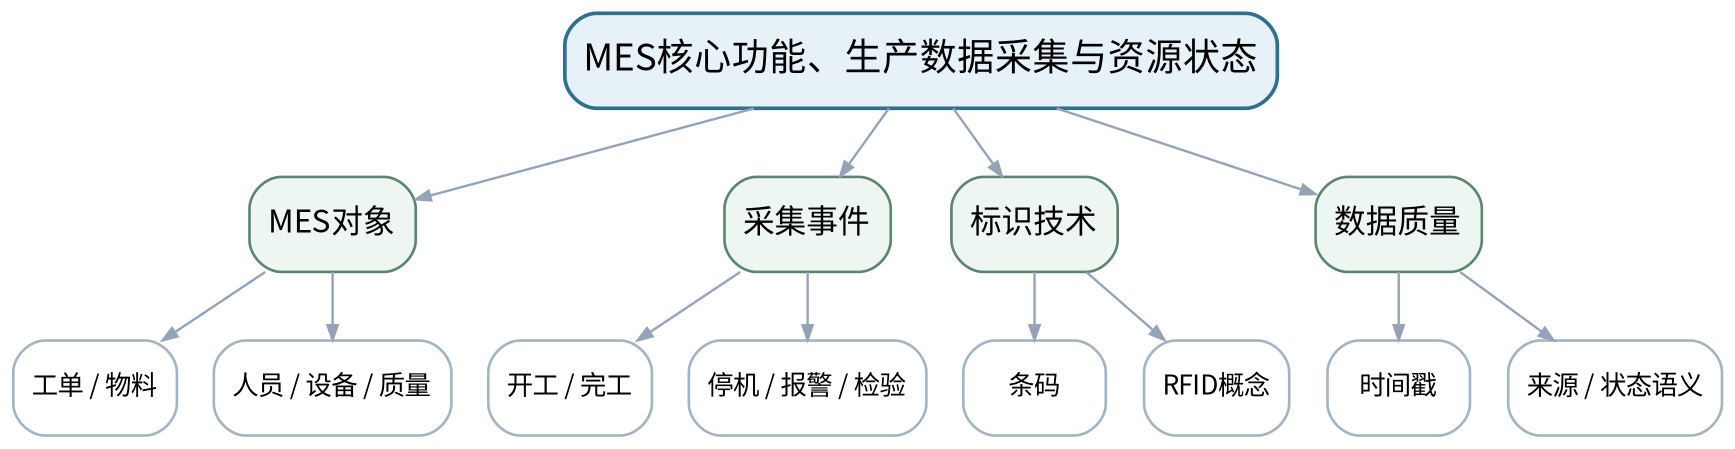 MES核心功能、生产数据采集与资源状态
MES对象
采集事件
标识技术
数据质量
工单 / 物料
人员 / 设备 / 质量
开工 / 完工
停机 / 报警 / 检验
条码
RFID概念
时间戳
来源 / 状态语义